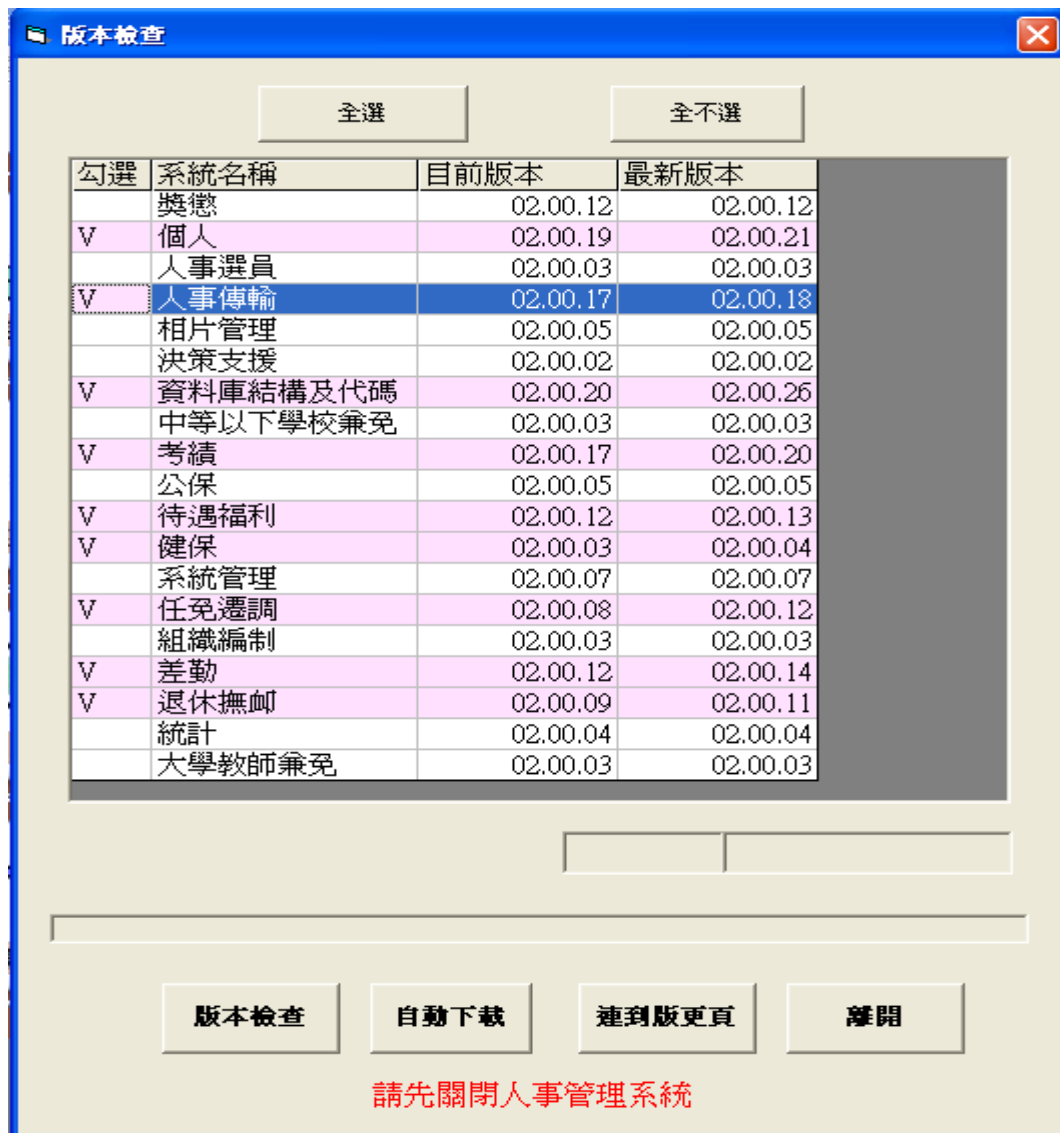 版本檢查
全選 全不選
勾選 系統名稱 目前版本 最新版本
獎懲 02.00.12 02.00.12
V 個人 02.00.19 02.00.21
人事選員 02.00.03 02.00.03
V 人事傳輸 02.00.17 02.00.18
相片管理 02.00.05 02.00.05
決策支援 02.00.02 02.00.02
V 資料庫結構及代碼 02.00.20 02.00.26
中等以下學校兼免 02.00.03 02.00.03
V 考績 02.00.17 02.00.20
公保 02.00.05 02.00.05
V 待遇福利 02.00.12 02.00.13
V 健保 02.00.03 02.00.04
系統管理 02.00.07 02.00.07
V 任免遷調 02.00.08 02.00.12
組織編制 02.00.03 02.00.03
V 差勤 02.00.12 02.00.14
V 退休撫卹 02.00.09 02.00.11
統計 02.00.04 02.00.04
大學教師兼免 02.00.03 02.00.03
版本檢查 自動下載 連到版更頁 離開
請先關閉人事管理系統